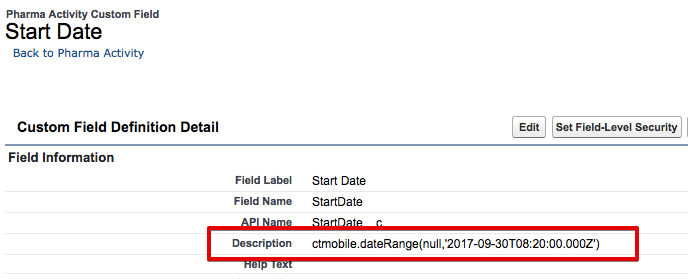 Pharma Activity Custom Field
Start Date
Back to Pharma Activity
Custom Field Definition Detail
Edit
Set Field-Level Security
Field Information
Field Label Start Date
Field Name StartDate
API Name StartDate__c
Description ctmobile.dateRange(null,'2017-09-30T08:20:00.000Z')
Help Text